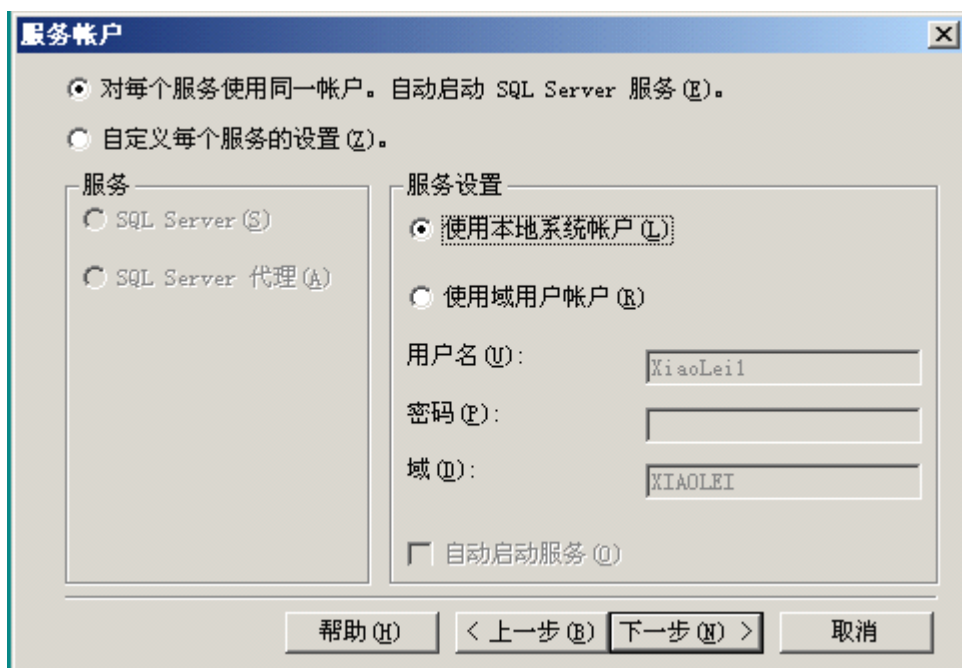 服务帐户
对每个服务使用同一帐户。自动启动 SQL Server 服务(E)。
自定义每个服务的设置(Z)。
服务
SQL Server(S)
SQL Server 代理(A)
服务设置
使用本地系统帐户(L)
使用域用户帐户(R)
用户名(U):
XiaoLei1
密码(P):
域(D):
XIAOLEI
自动启动服务(O)
帮助(H)
< 上一步(B)
下一步(N) >
取消